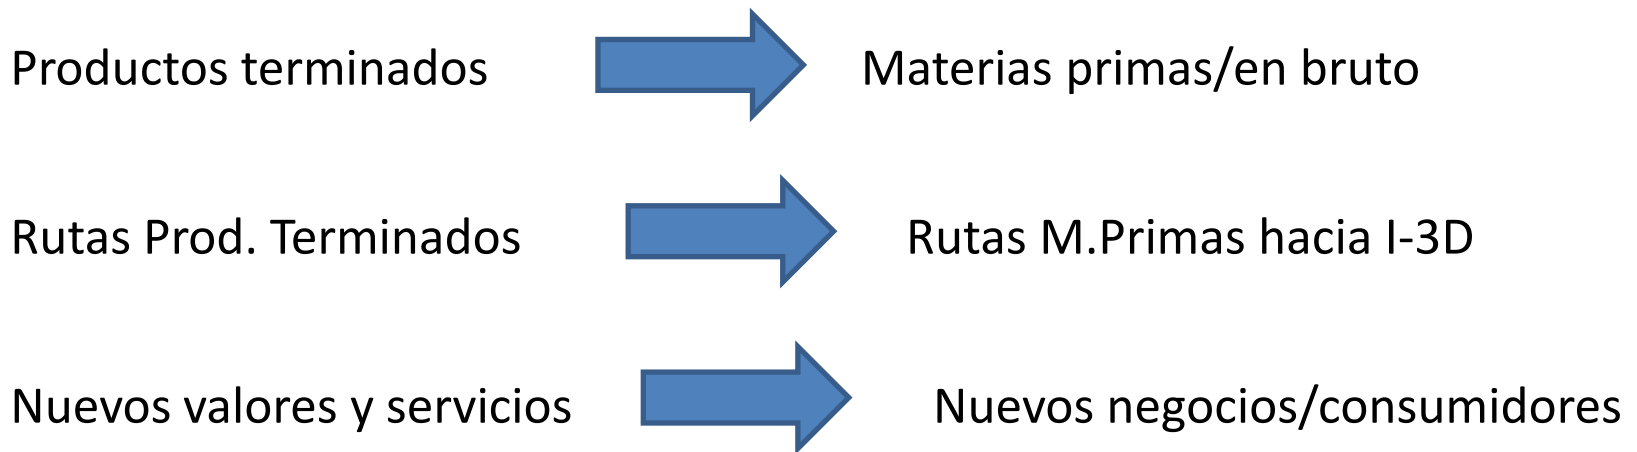 Productos terminados Materias primas/en bruto
Rutas Prod. Terminados Rutas M.Primas hacia I-3D
Nuevos valores y servicios Nuevos negocios/consumidores